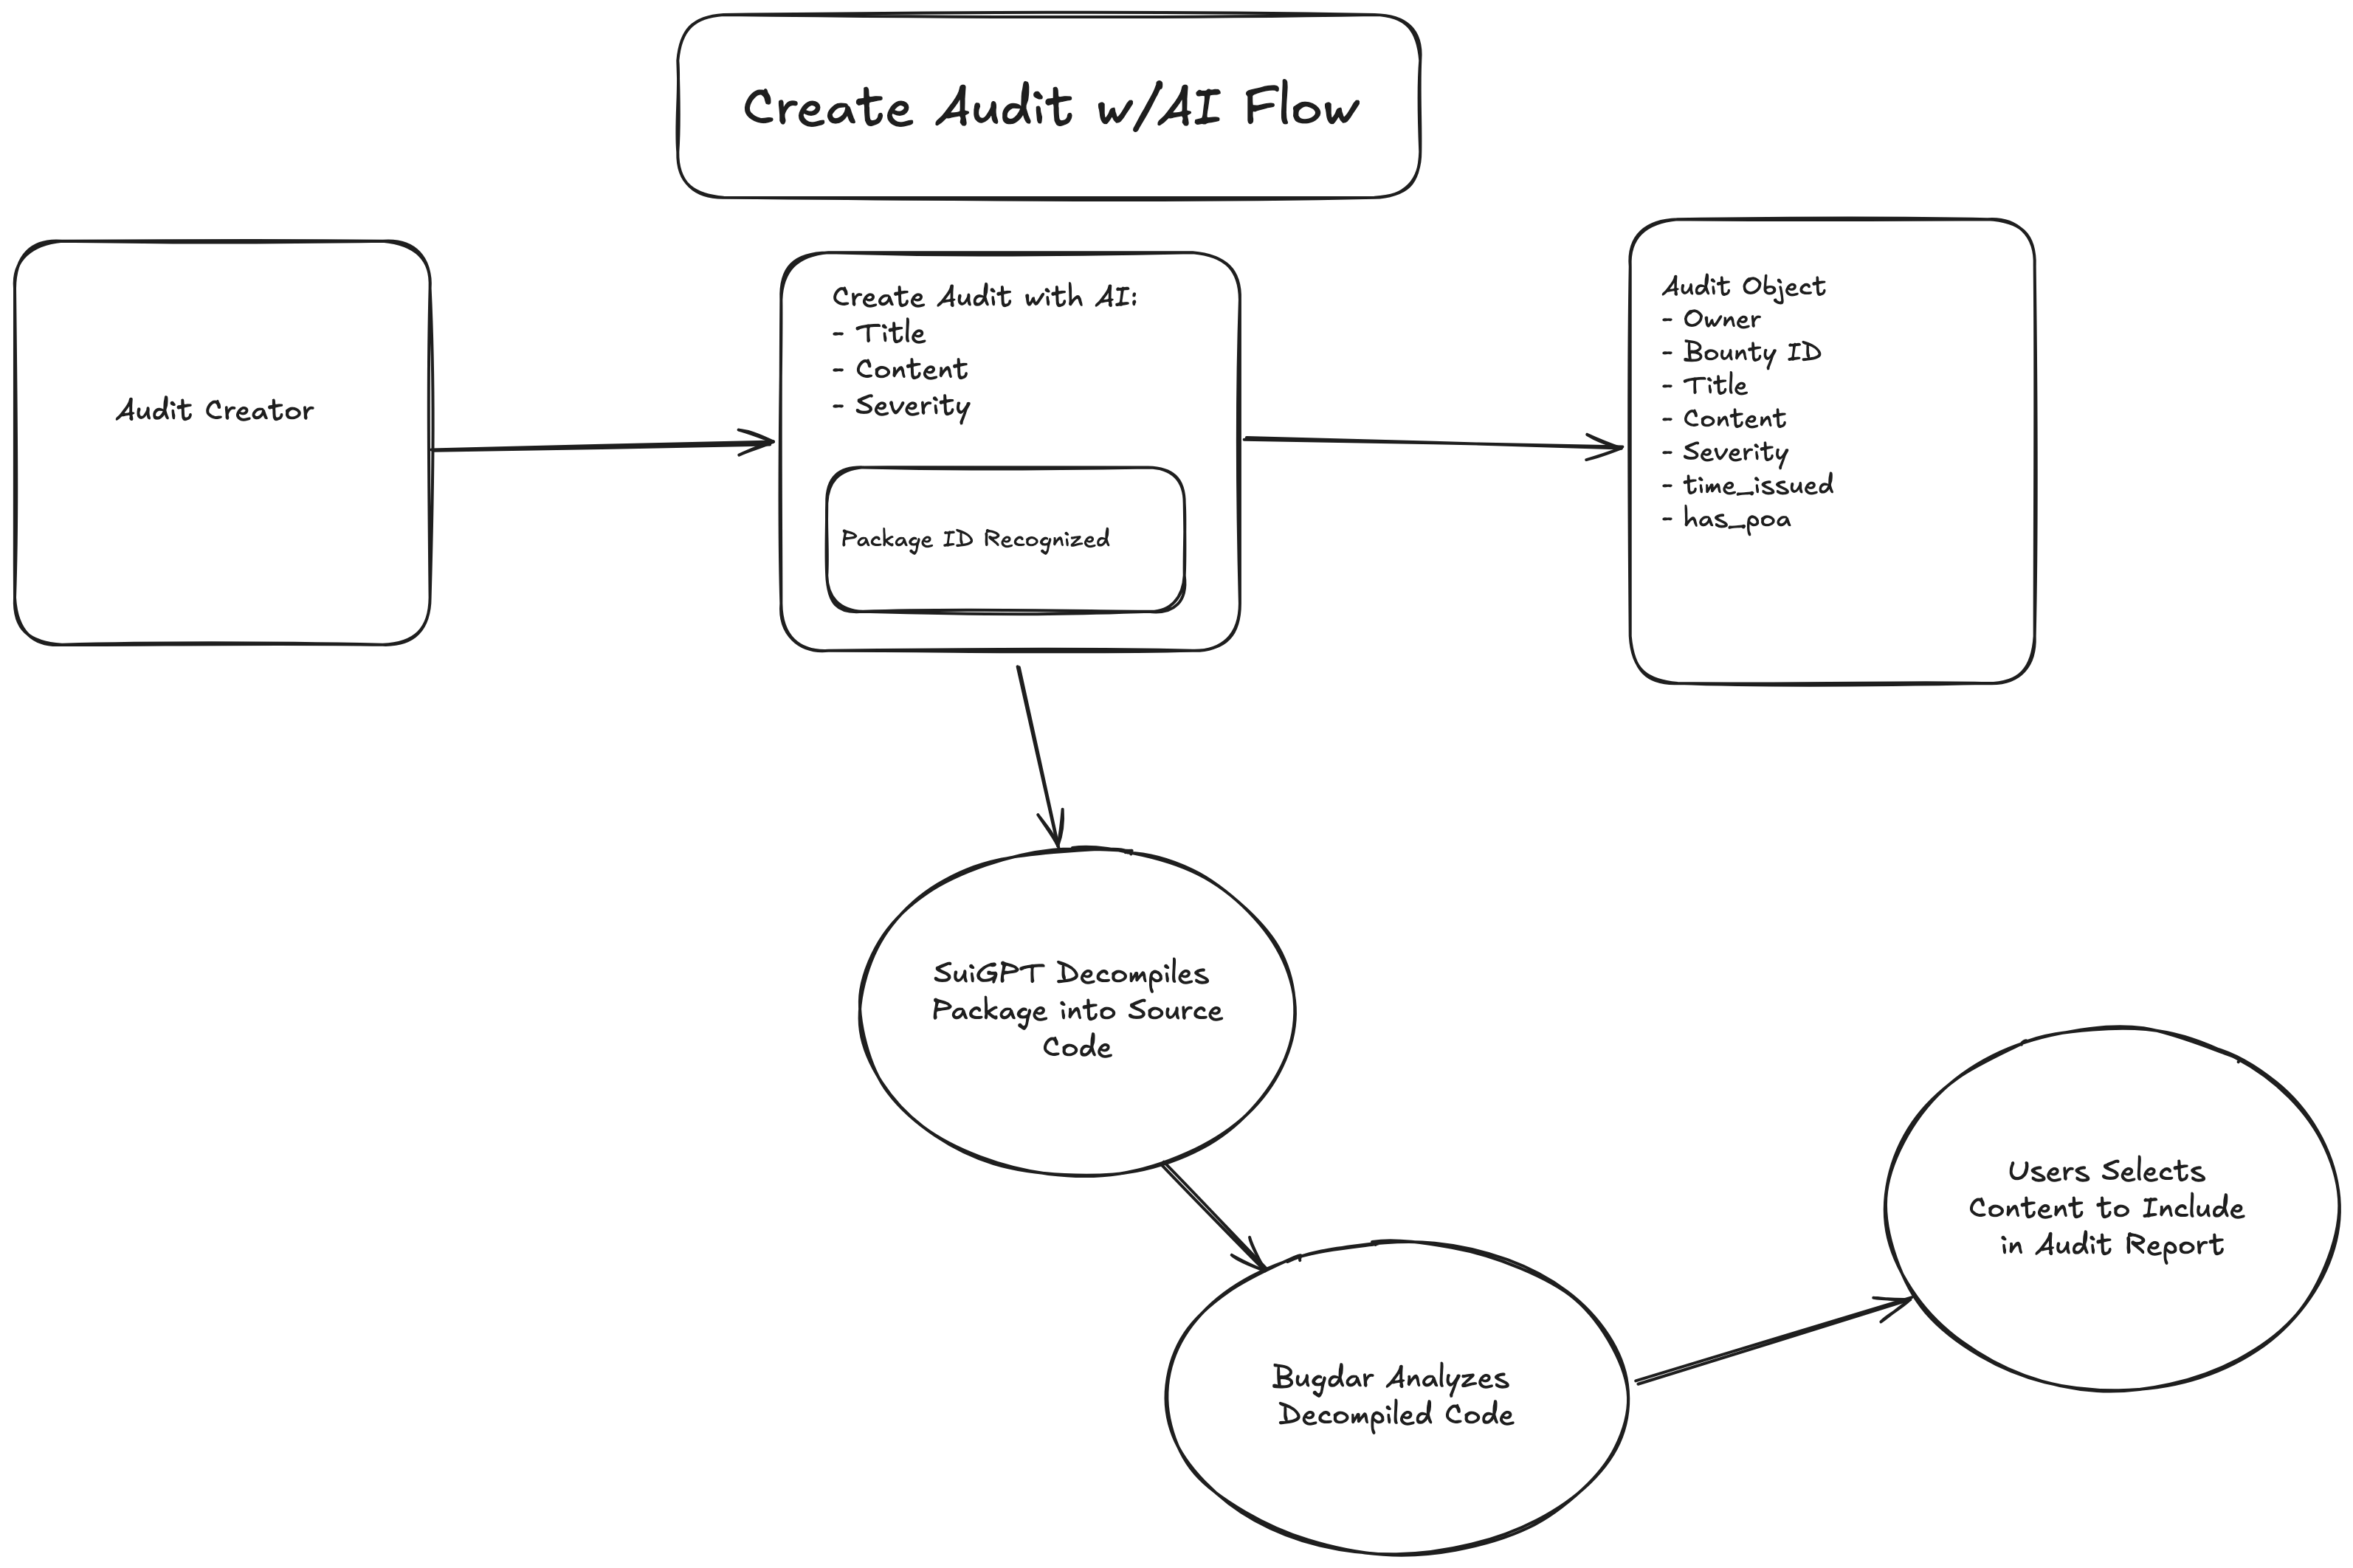 Create Audit w/AI Flow
Audit Creator
Create Audit with AI:
- Title
- Content
- Severity
Package ID Recognized
Audit Object
- Owner
- Bounty ID
- Title
- Content
- Severity
- time_issued
- has_poa
SuiGPT Decompiles
Package into Source
Code
Bugdar Analyzes
Decompiled Code
Users Selects
Content to Include
in Audit Report